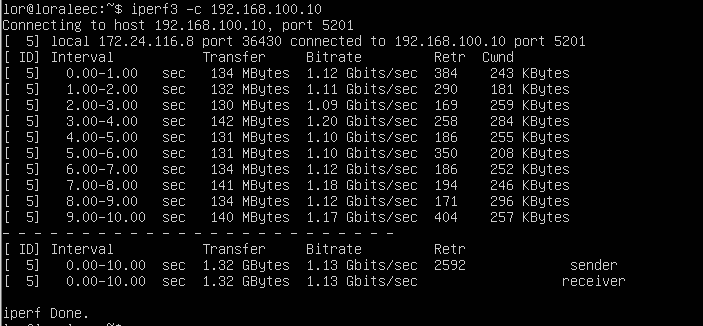 lor@loraleec:~$ iperf3 -c 192.168.100.10
Connecting to host 192.168.100.10, port 5201
[  5] local 172.24.116.8 port 36430 connected to 192.168.100.10 port 5201
[ ID] Interval           Transfer     Bitrate         Retr  Cwnd
[  5]   0.00-1.00   sec   134 MBytes  1.12 Gbits/sec  384    243 KBytes
[  5]   1.00-2.00   sec   132 MBytes  1.11 Gbits/sec  290    181 KBytes
[  5]   2.00-3.00   sec   130 MBytes  1.09 Gbits/sec  169    259 KBytes
[  5]   3.00-4.00   sec   142 MBytes  1.20 Gbits/sec  258    284 KBytes
[  5]   4.00-5.00   sec   131 MBytes  1.10 Gbits/sec  186    255 KBytes
[  5]   5.00-6.00   sec   131 MBytes  1.10 Gbits/sec  350    208 KBytes
[  5]   6.00-7.00   sec   134 MBytes  1.12 Gbits/sec  186    252 KBytes
[  5]   7.00-8.00   sec   141 MBytes  1.18 Gbits/sec  194    246 KBytes
[  5]   8.00-9.00   sec   134 MBytes  1.12 Gbits/sec  171    296 KBytes
[  5]   9.00-10.00  sec   140 MBytes  1.17 Gbits/sec  404    257 KBytes
- - - - - - - - - - - - - - - - - - - - - - - - -
[ ID] Interval           Transfer     Bitrate         Retr
[  5]   0.00-10.00  sec  1.32 GBytes  1.13 Gbits/sec  2592             sender
[  5]   0.00-10.00  sec  1.32 GBytes  1.13 Gbits/sec                  receiver
iperf Done.